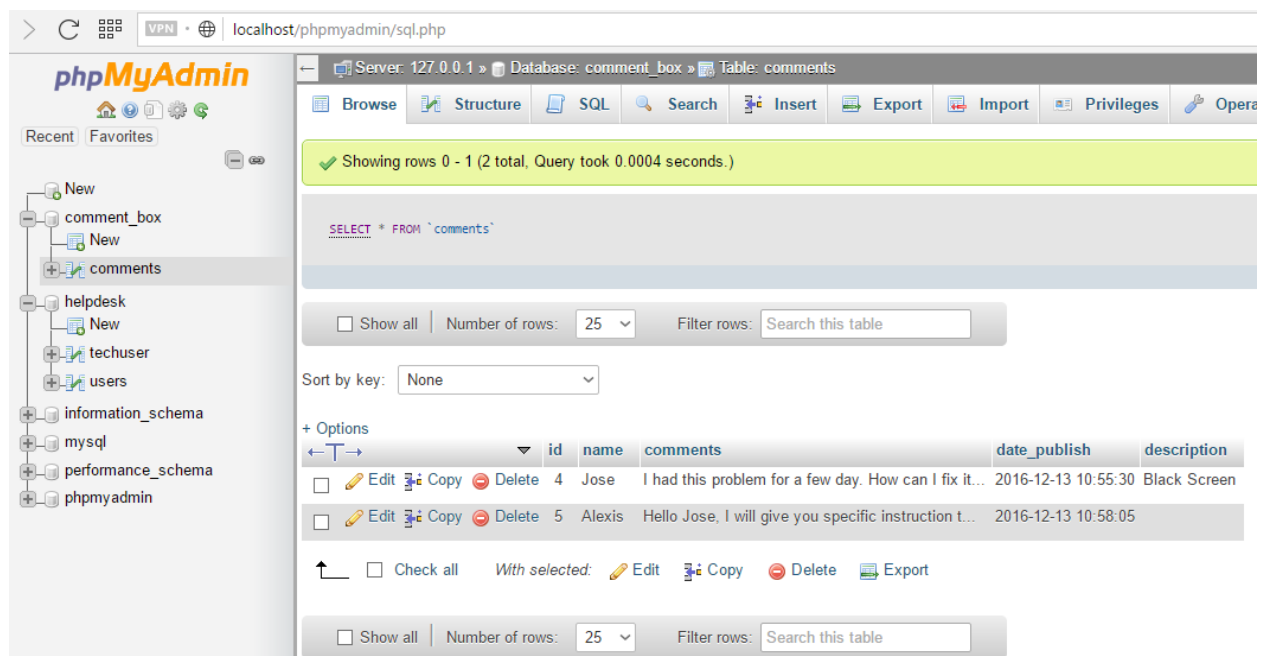 VPN localhost/phpmyadmin/sql.php
phpMyAdmin
Recent Favorites
New
comment_box
New
comments
helpdesk
New
techuser
users
information_schema
mysql
performance_schema
phpmyadmin
Server: 127.0.0.1 » Database: comment_box » Table: comments
Browse Structure SQL Search Insert Export Import Privileges Opera
Showing rows 0 - 1 (2 total, Query took 0.0004 seconds.)
SELECT * FROM `comments`
Show all Number of rows: 25 Filter rows: Search this table
Sort by key: None
+ Options
←T→ id name comments date_publish description
Edit Copy Delete 4 Jose I had this problem for a few day. How can I fix it... 2016-12-13 10:55:30 Black Screen
Edit Copy Delete 5 Alexis Hello Jose, I will give you specific instruction t... 2016-12-13 10:58:05
Check all With selected: Edit Copy Delete Export
Show all Number of rows: 25 Filter rows: Search this table